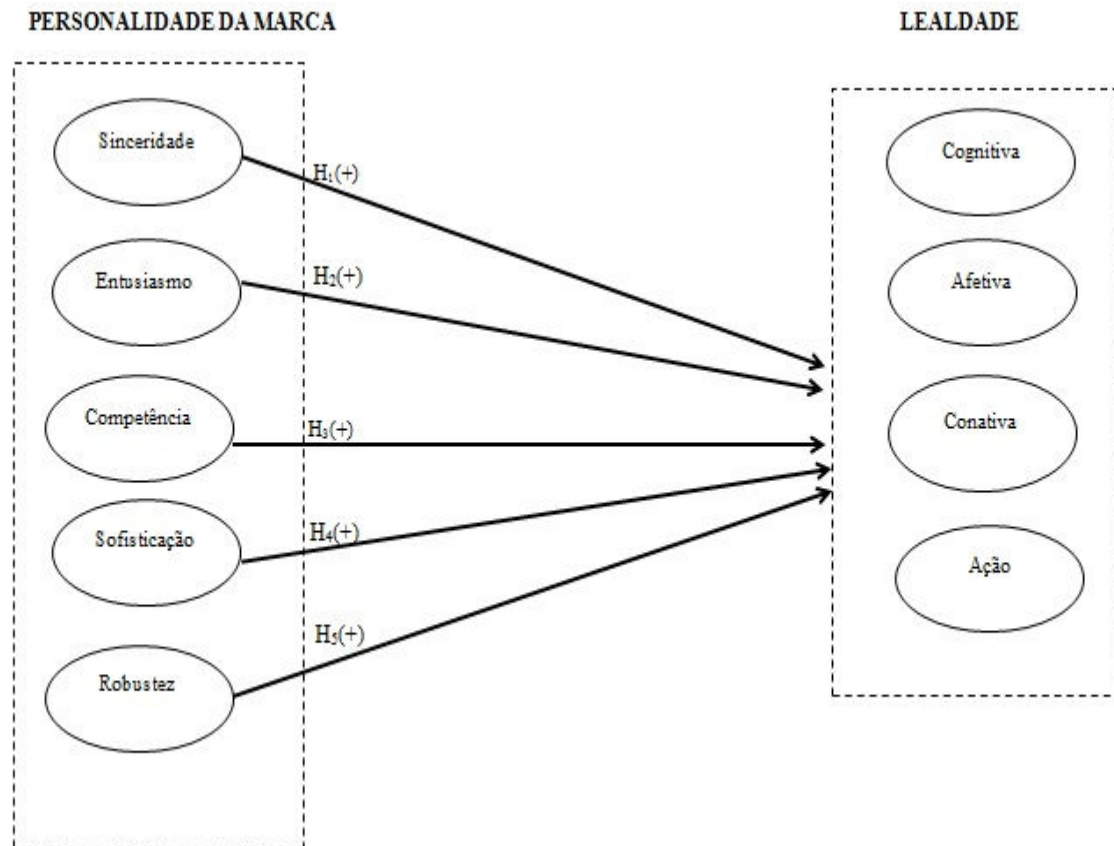 PERSONALIDADE DA MARCA
LEALDADE
Sinceridade
H₁(+)
Cognitiva
Entusiasmo
H₂(+)
Afetiva
Competência
H₃(+)
Conativa
Sofisticação
H₄(+)
Ação
Robustez
H₅(+)